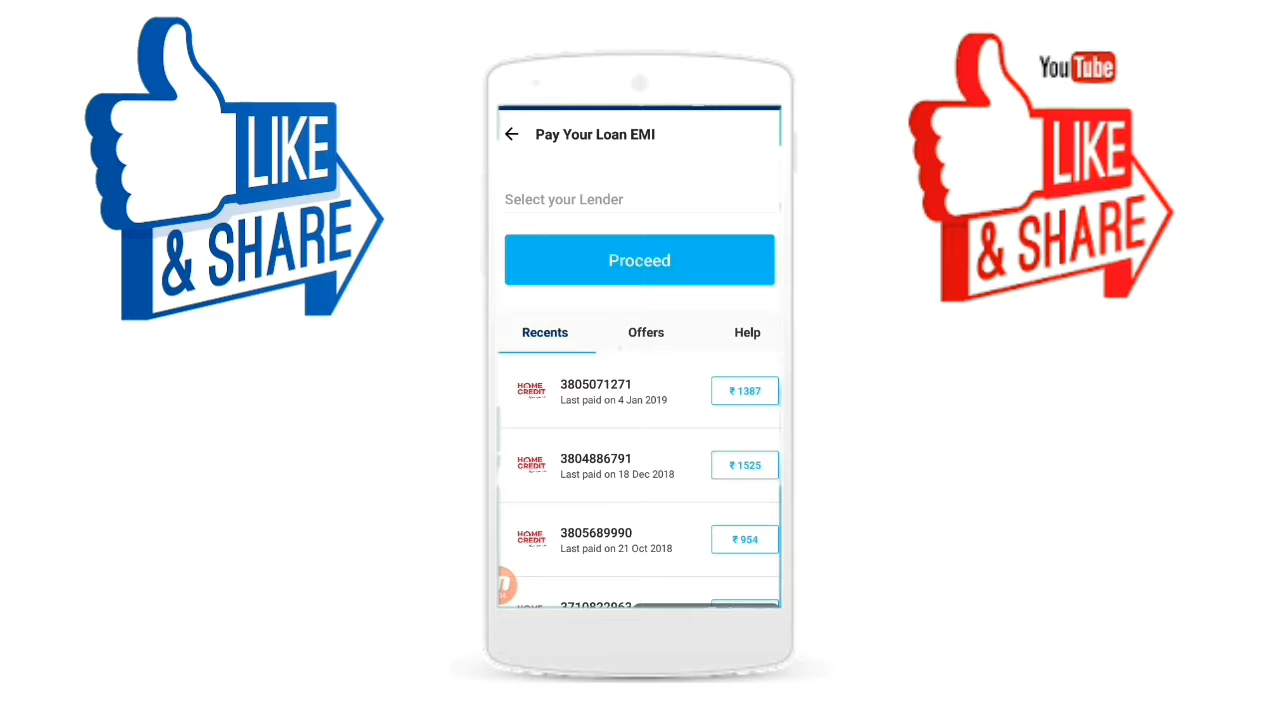 LIKE
& SHARE
YouTube
LIKE
& SHARE
Pay Your Loan EMI
Select your Lender
Proceed
Recents
Offers
Help
HOME CREDIT
3805071271
Last paid on 4 Jan 2019
₹ 1387
HOME CREDIT
3804886791
Last paid on 18 Dec 2018
₹ 1525
HOME CREDIT
3805689990
Last paid on 21 Oct 2018
₹ 954
HOME
3710822963